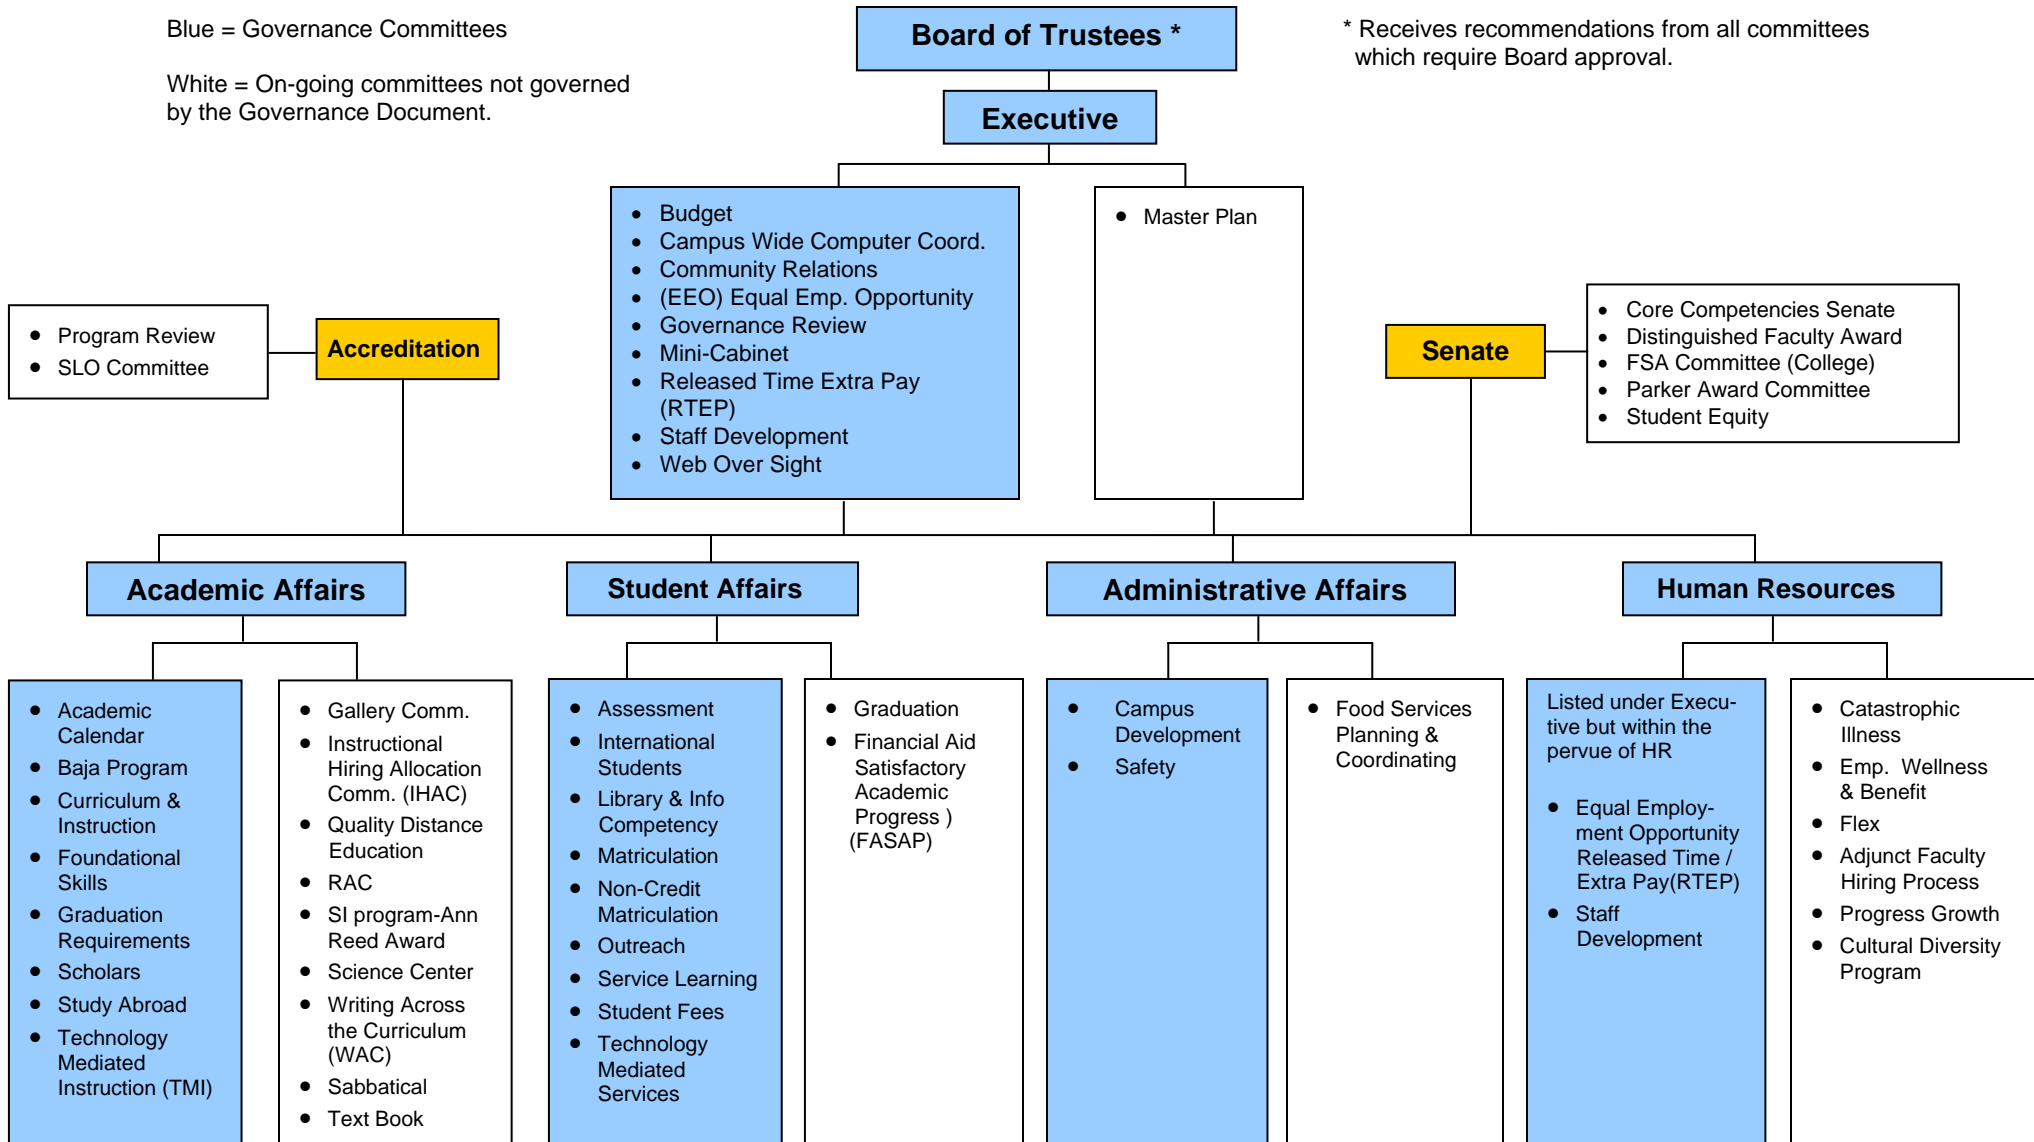 Blue = Governance Committees
White = On-going committees not governed
by the Governance Document.
Board of Trustees *
* Receives recommendations from all committees
which require Board approval.
Executive
• Budget
• Campus Wide Computer Coord.
• Community Relations
• (EEO) Equal Emp. Opportunity
• Governance Review
• Mini-Cabinet
• Released Time Extra Pay
(RTEP)
• Staff Development
• Web Over Sight
• Master Plan
• Program Review
• SLO Committee
Accreditation
Senate
• Core Competencies Senate
• Distinguished Faculty Award
• FSA Committee (College)
• Parker Award Committee
• Student Equity
Academic Affairs
Student Affairs
Administrative Affairs
Human Resources
• Academic
Calendar
• Baja Program
• Curriculum &
Instruction
• Foundational
Skills
• Graduation
Requirements
• Scholars
• Study Abroad
• Technology
Mediated
Instruction (TMI)
• Gallery Comm.
• Instructional
Hiring Allocation
Comm. (IHAC)
• Quality Distance
Education
• RAC
• SI program-Ann
Reed Award
• Science Center
• Writing Across
the Curriculum
(WAC)
• Sabbatical
• Text Book
• Assessment
• International
Students
• Library & Info
Competency
• Matriculation
• Non-Credit
Matriculation
• Outreach
• Service Learning
• Student Fees
• Technology
Mediated
Services
• Graduation
• Financial Aid
Satisfactory
Academic
Progress )
(FASAP)
• Campus
Development
• Safety
• Food Services
Planning &
Coordinating
Listed under Execu-
tive but within the
pervue of HR
• Equal Employ-
ment Opportunity
Released Time /
Extra Pay(RTEP)
• Staff
Development
• Catastrophic
Illness
• Emp. Wellness
& Benefit
• Flex
• Adjunct Faculty
Hiring Process
• Progress Growth
• Cultural Diversity
Program